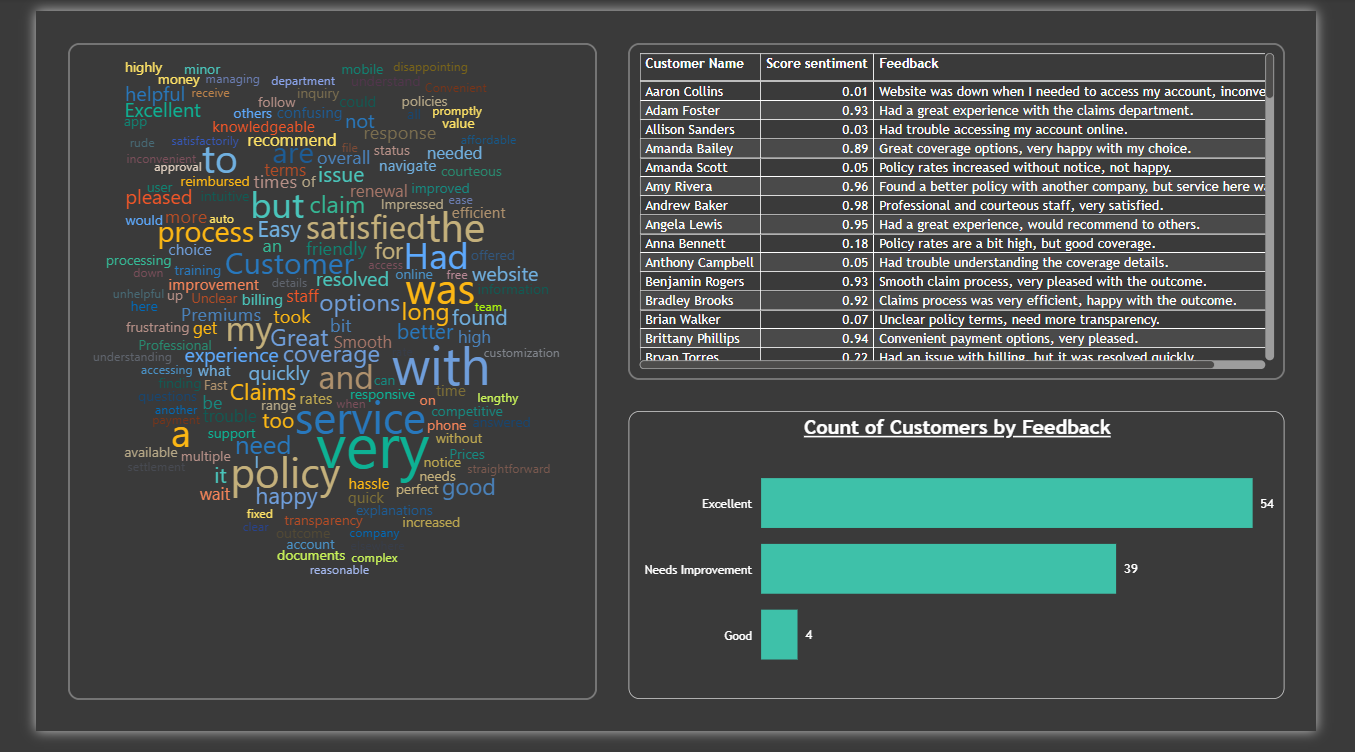 highly minor mobile disappointing
money managing department understand Convenient
helpful receive inquiry
Excellent follow could policies
app others confusing not promptly
knowledgeable response value
rude satisfactorily recommend file affordable
inconvenient to are overall status needed
approval terms issue navigate courteous
user intuitive reimbursed times of renewal improved
pleased but claim Impressed ease
would more auto efficient
process Easy satisfied the
choice an friendly for Had offered
processing Customer access
down training details resolved online free website
improvement was information
unhelpful up Unclear billing staff options team
here Premiums took long found
frustrating get my bit better high
Professional Great Smooth
understanding experience coverage customization
accessing what quickly with
finding Fast and can
Claims rates responsive time lengthy
another be range when on
payment trouble too service competitive
a support phone
need very without
available multiple Prices
settlement I notice straightforward
it policy hassle needs
wait happy quick perfect good
fixed explanations
clear transparency increased
outcome company
account
documents complex
reasonable
Customer Name Score sentiment Feedback
Aaron Collins 0.01 Website was down when I needed to access my account, inconve
Adam Foster 0.93 Had a great experience with the claims department.
Allison Sanders 0.03 Had trouble accessing my account online.
Amanda Bailey 0.89 Great coverage options, very happy with my choice.
Amanda Scott 0.05 Policy rates increased without notice, not happy.
Amy Rivera 0.96 Found a better policy with another company, but service here wa
Andrew Baker 0.98 Professional and courteous staff, very satisfied.
Angela Lewis 0.95 Had a great experience, would recommend to others.
Anna Bennett 0.18 Policy rates are a bit high, but good coverage.
Anthony Campbell 0.05 Had trouble understanding the coverage details.
Benjamin Rogers 0.93 Smooth claim process, very pleased with the outcome.
Bradley Brooks 0.92 Claims process was very efficient, happy with the outcome.
Brian Walker 0.07 Unclear policy terms, need more transparency.
Brittany Phillips 0.94 Convenient payment options, very pleased.
Bryan Torres 0.22 Had an issue with billing, but it was resolved quickly.
Count of Customers by Feedback
Excellent 54
Needs Improvement 39
Good 4